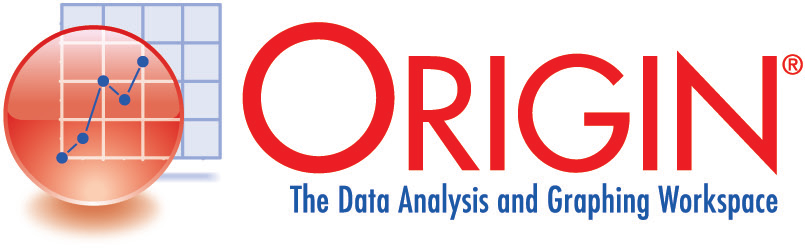 ORIGIN®
The Data Analysis and Graphing Workspace